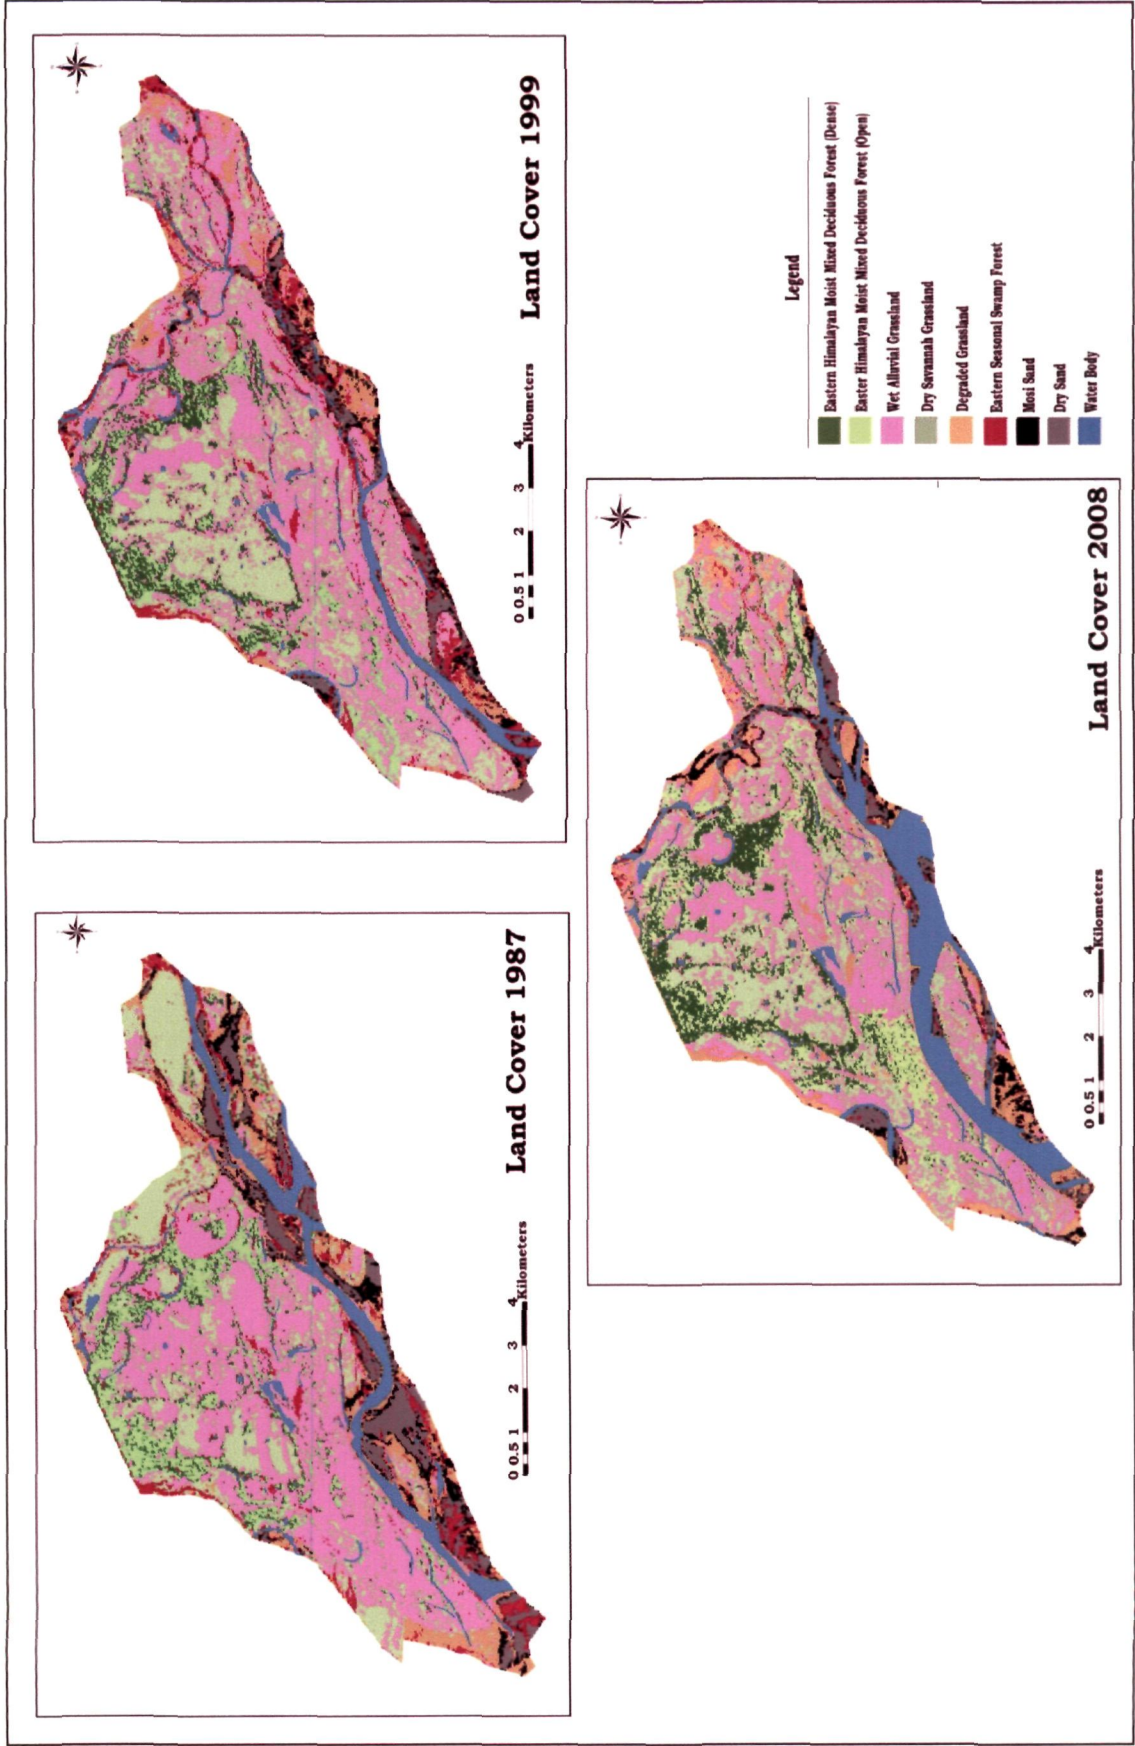 Land Cover 1987
0 0.5 1 2 3 4
Kilometers
Land Cover 1999
0 0.5 1 2 3 4
Kilometers
Land Cover 2008
0 0.5 1 2 3 4
Kilometers
Legend
Eastern Himalayan Moist Mixed Deciduous Forest (Dense)
Easter Himalayan Moist Mixed Deciduous Forest (Open)
Wet Alluvial Grassland
Dry Savannah Grassland
Degraded Grassland
Eastern Seasonal Swamp Forest
Mosi Sand
Dry Sand
Water Body